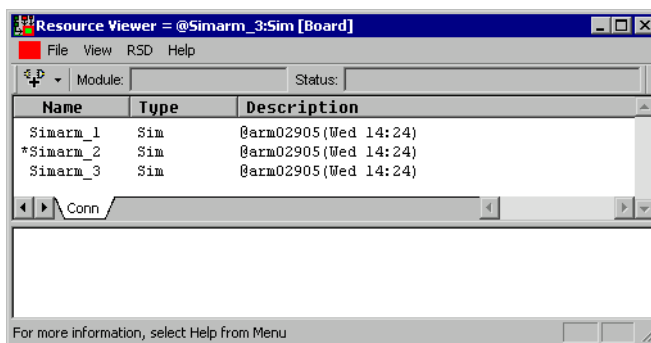 Resource Viewer = @Simarm_3:Sim [Board]
File View RSD Help
Module: Status:
Name Type Description
Simarm_1 Sim @arm02905(Wed 14:24)
*Simarm_2 Sim @arm02905(Wed 14:24)
Simarm_3 Sim @arm02905(Wed 14:24)
Conn
For more information, select Help from Menu